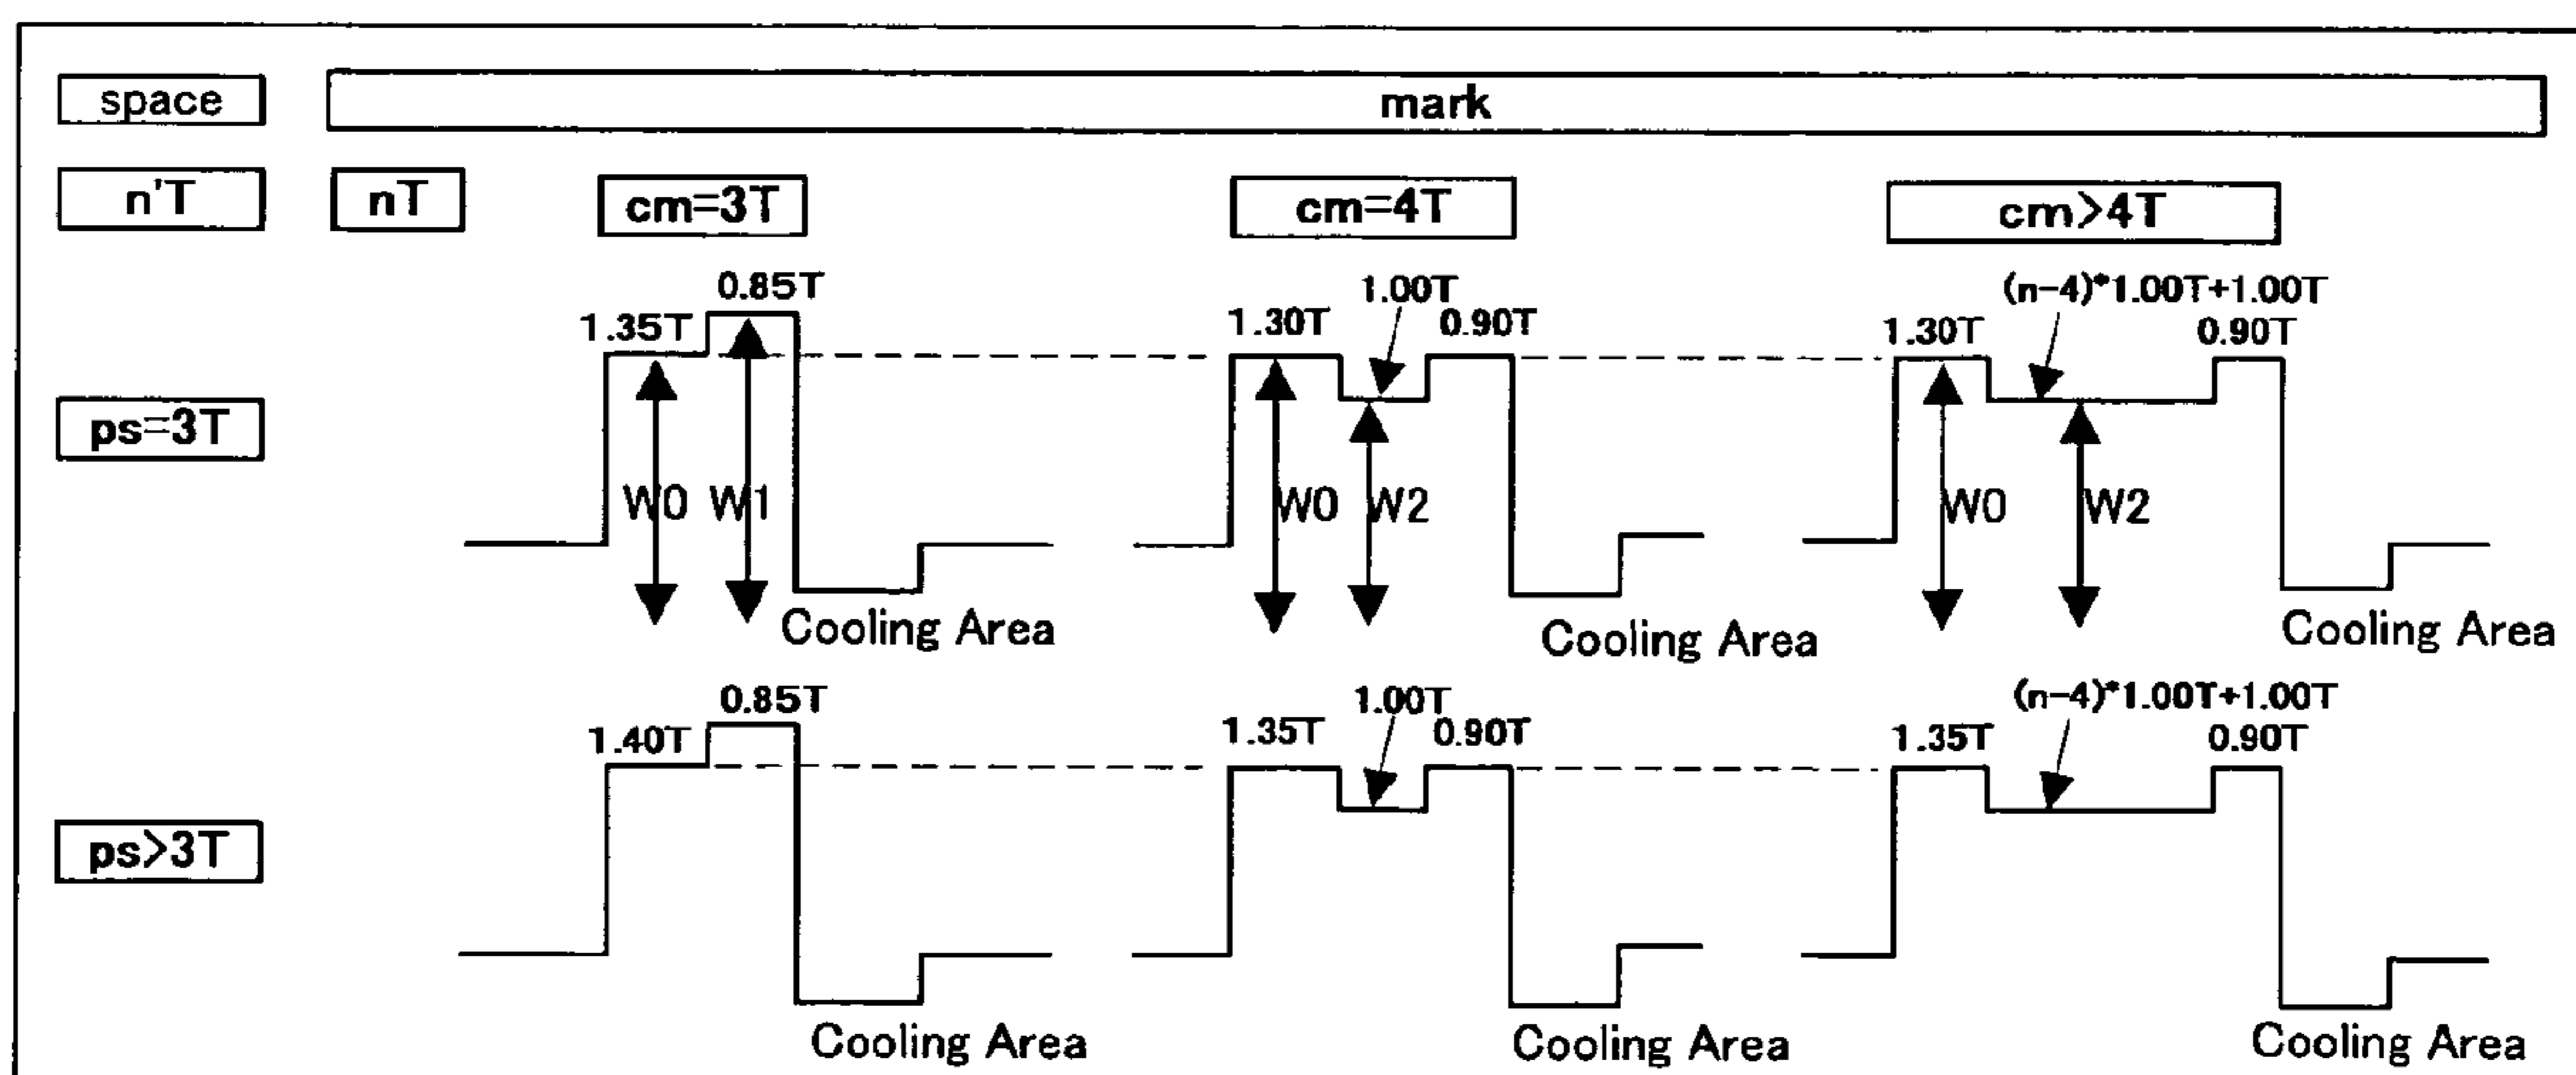 space mark
n'T nT cm=3T cm=4T cm>4T
0.85T 1.00T (n-4)*1.00T+1.00T
1.35T 1.30T 0.90T 1.30T 0.90T
ps=3T
W0 W1 W0 W2 W0 W2
Cooling Area Cooling Area Cooling Area
0.85T 1.00T (n-4)*1.00T+1.00T
1.40T 1.35T 0.90T 1.35T 0.90T
ps>3T
Cooling Area Cooling Area Cooling Area